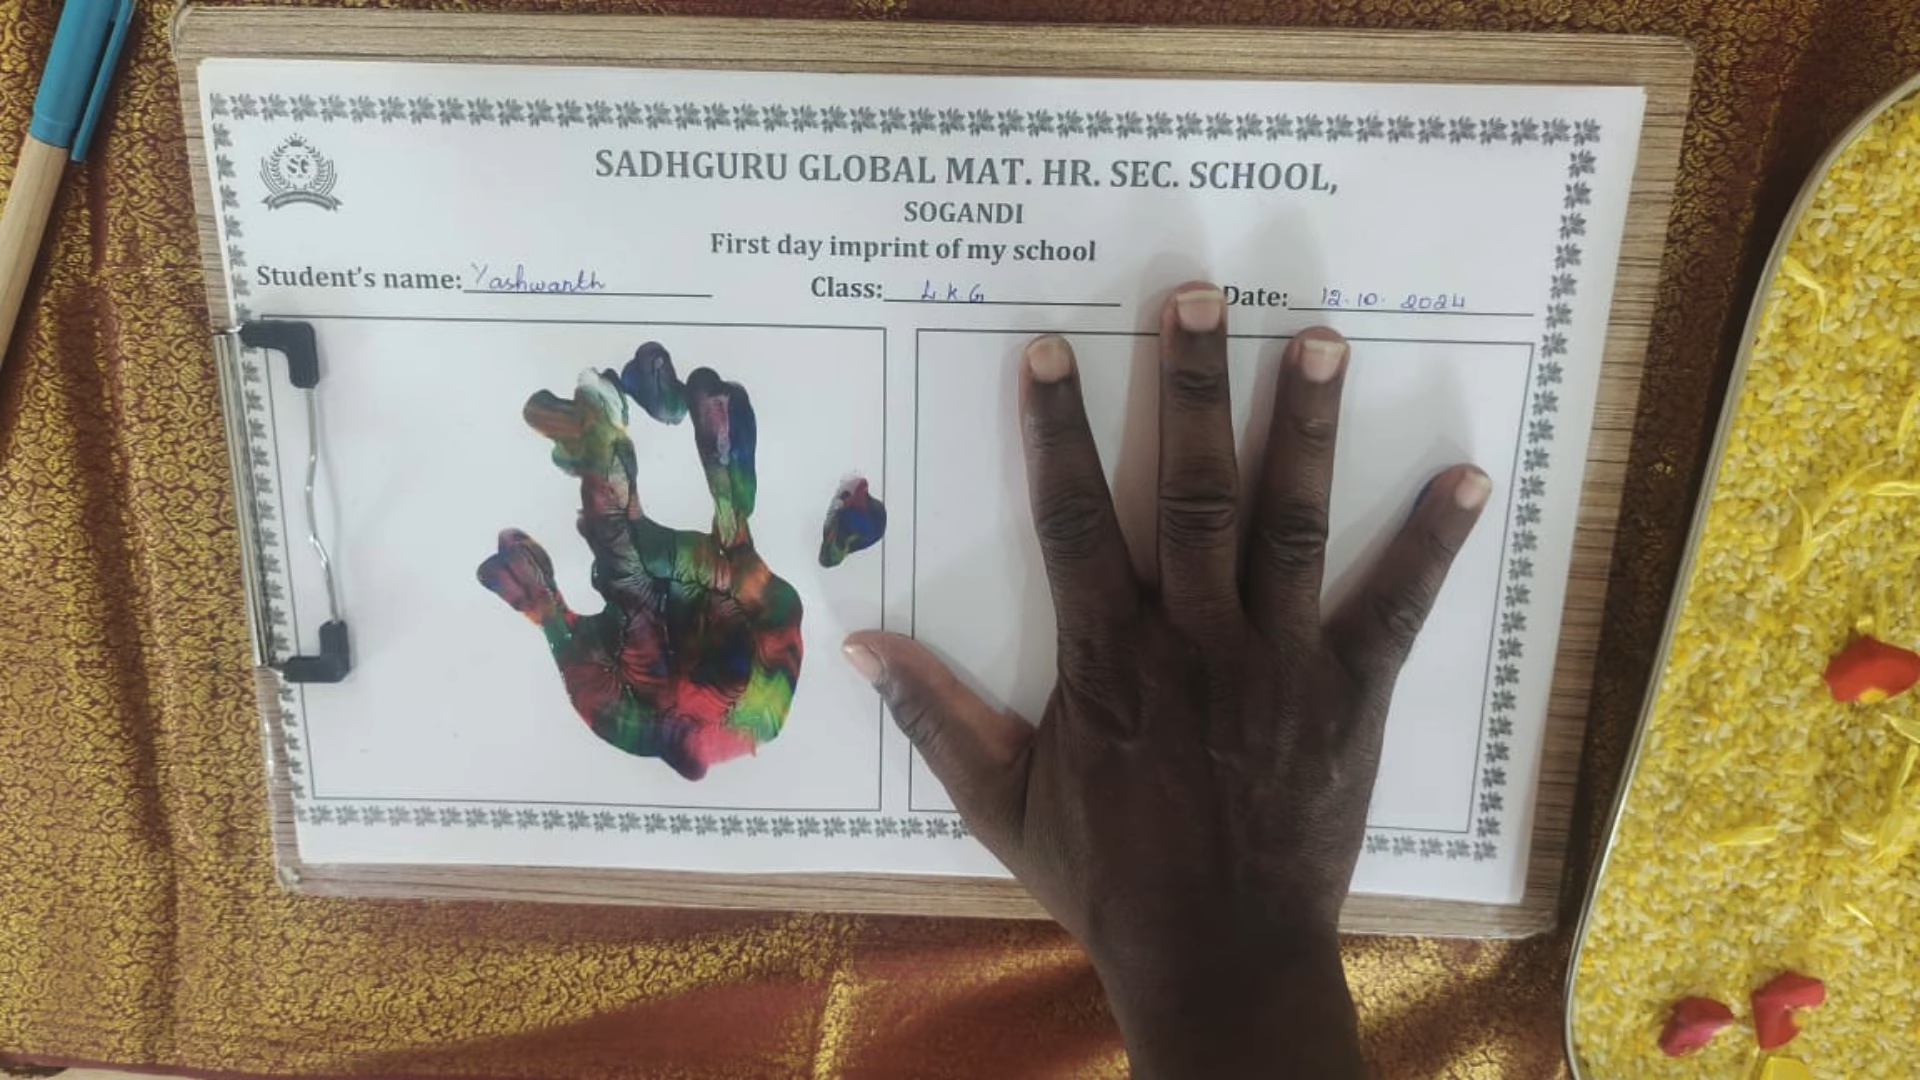 SADHGURU GLOBAL MAT. HR. SEC. SCHOOL,
SOGANDI
First day imprint of my school
Student's name: Yashwanth Class: L.K.G Date: 12.10.2024